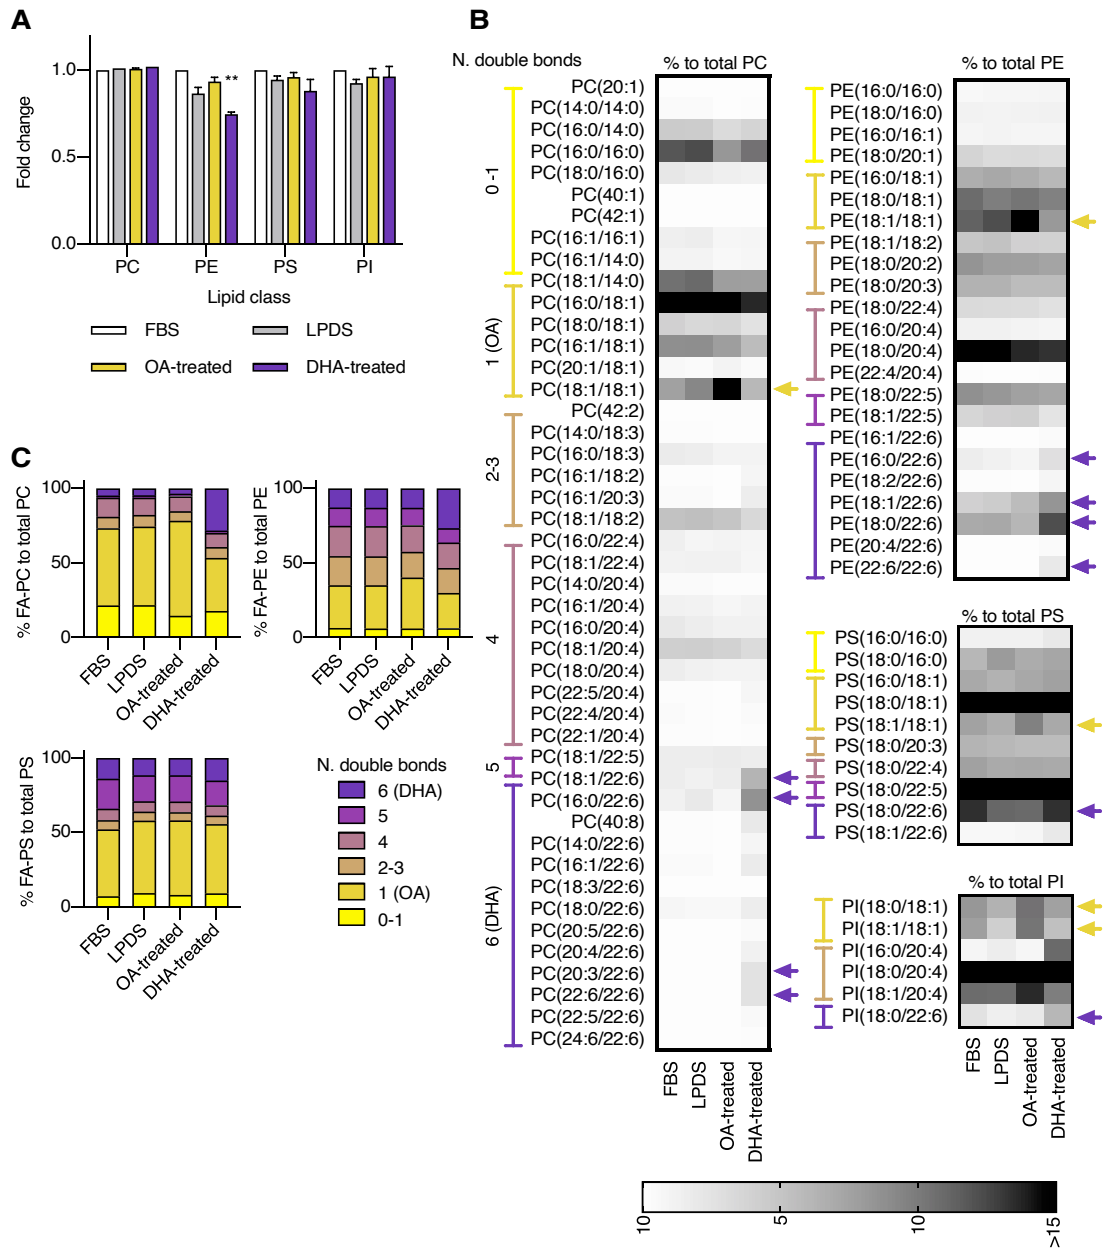 A
Fold change
1.0
0.5
0.0
**
PC
PE
PS
PI
Lipid class
FBS
LPDS
OA-treated
DHA-treated
B
N. double bonds
% to total PC
0 -1
1 (OA)
2-3
4
5
6 (DHA)
PC(20:1)
PC(14:0/14:0)
PC(16:0/14:0)
PC(16:0/16:0)
PC(18:0/16:0)
PC(40:1)
PC(42:1)
PC(16:1/16:1)
PC(16:1/14:0)
PC(18:1/14:0)
PC(16:0/18:1)
PC(18:0/18:1)
PC(16:1/18:1)
PC(20:1/18:1)
PC(18:1/18:1)
PC(42:2)
PC(14:0/18:3)
PC(16:0/18:3)
PC(16:1/18:2)
PC(16:1/20:3)
PC(18:1/18:2)
PC(16:0/22:4)
PC(18:1/22:4)
PC(14:0/20:4)
PC(16:1/20:4)
PC(16:0/20:4)
PC(18:1/20:4)
PC(18:0/20:4)
PC(22:5/20:4)
PC(22:4/20:4)
PC(22:1/20:4)
PC(18:1/22:5)
PC(18:1/22:6)
PC(16:0/22:6)
PC(40:8)
PC(14:0/22:6)
PC(16:1/22:6)
PC(18:3/22:6)
PC(18:0/22:6)
PC(20:5/22:6)
PC(20:4/22:6)
PC(20:3/22:6)
PC(22:6/22:6)
PC(22:5/22:6)
PC(24:6/22:6)
FBS
LPDS
OA-treated
DHA-treated
% to total PE
PE(16:0/16:0)
PE(18:0/16:0)
PE(16:0/16:1)
PE(18:0/20:1)
PE(16:0/18:1)
PE(18:0/18:1)
PE(18:1/18:1)
PE(18:1/18:2)
PE(18:0/20:2)
PE(18:0/20:3)
PE(18:0/22:4)
PE(16:0/20:4)
PE(18:0/20:4)
PE(22:4/20:4)
PE(18:0/22:5)
PE(18:1/22:5)
PE(16:1/22:6)
PE(16:0/22:6)
PE(18:2/22:6)
PE(18:1/22:6)
PE(18:0/22:6)
PE(20:4/22:6)
PE(22:6/22:6)
% to total PS
PS(16:0/16:0)
PS(18:0/16:0)
PS(16:0/18:1)
PS(18:0/18:1)
PS(18:1/18:1)
PS(18:0/20:3)
PS(18:0/22:4)
PS(18:0/22:5)
PS(18:0/22:6)
PS(18:1/22:6)
% to total PI
PI(18:0/18:1)
PI(18:1/18:1)
PI(16:0/20:4)
PI(18:0/20:4)
PI(18:1/20:4)
PI(18:0/22:6)
FBS
LPDS
OA-treated
DHA-treated
10
5
10
>15
C
% FA-PC to total PC
100
50
0
FBS
LPDS
OA-treated
DHA-treated
% FA-PE to total PE
100
50
0
FBS
LPDS
OA-treated
DHA-treated
% FA-PS to total PS
100
50
0
FBS
LPDS
OA-treated
DHA-treated
N. double bonds
6 (DHA)
5
4
2-3
1 (OA)
0-1